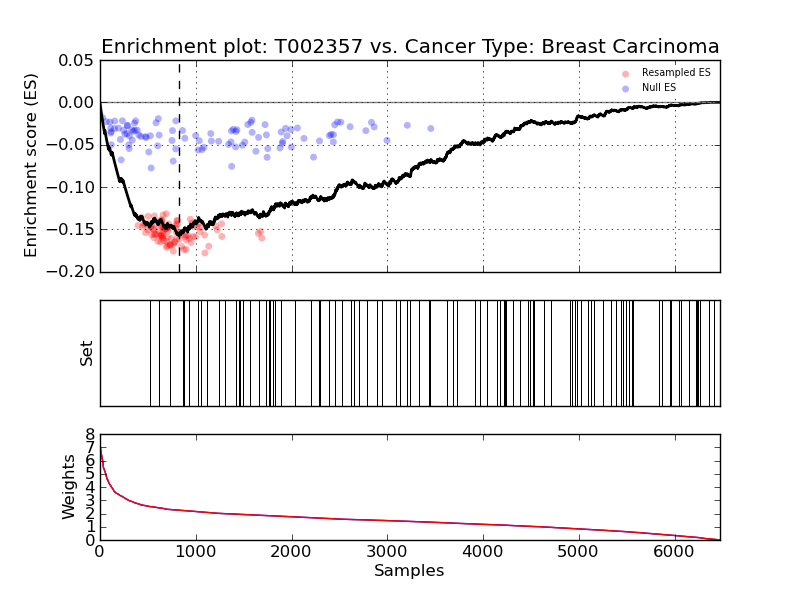 Enrichment plot: T002357 vs. Cancer Type: Breast Carcinoma
Enrichment score (ES)
0.05
0.00
−0.05
−0.10
−0.15
−0.20
Resampled ES
Null ES
Set
Weights
8
7
6
5
4
3
2
1
0
0 1000 2000 3000 4000 5000 6000
Samples